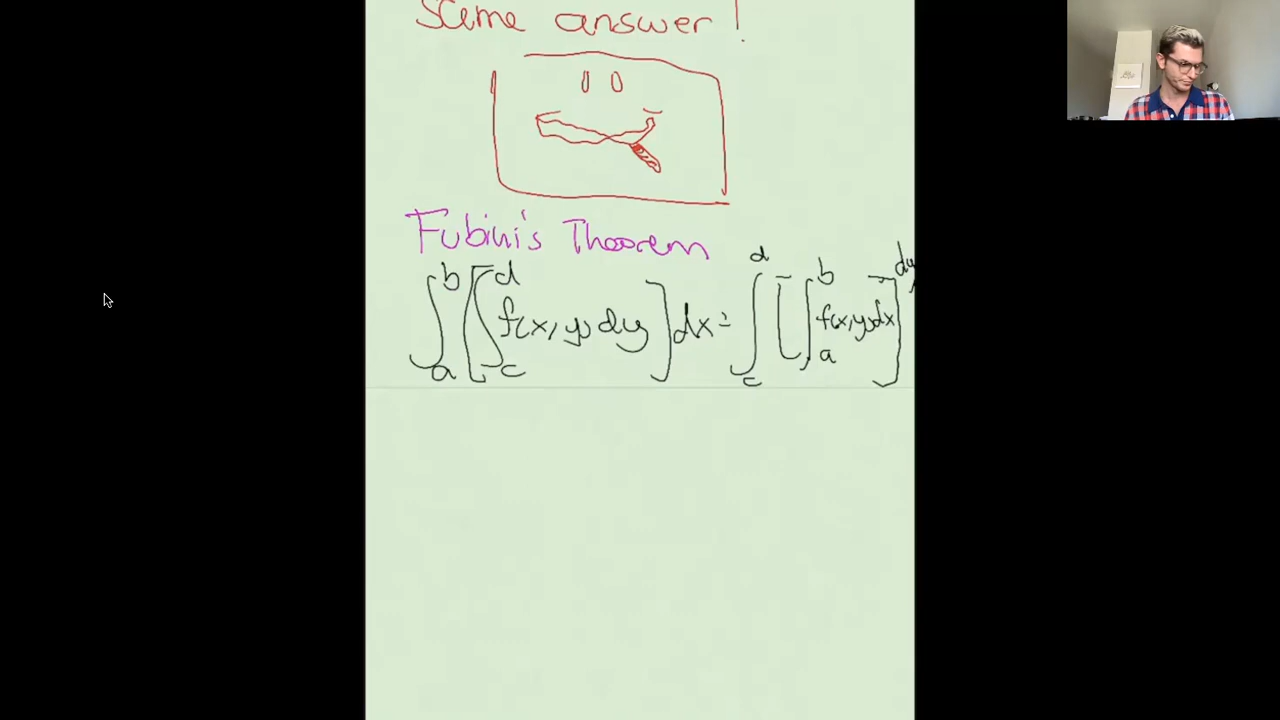 Same answer!
Fubini's Theorem
∫_a^b [∫_c^d f(x,y) dy] dx = ∫_c^d [∫_a^b f(x,y) dx] dy